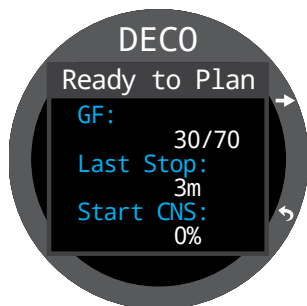 DECO
Ready to Plan
GF:
30/70
Last Stop:
3m
Start CNS:
0%